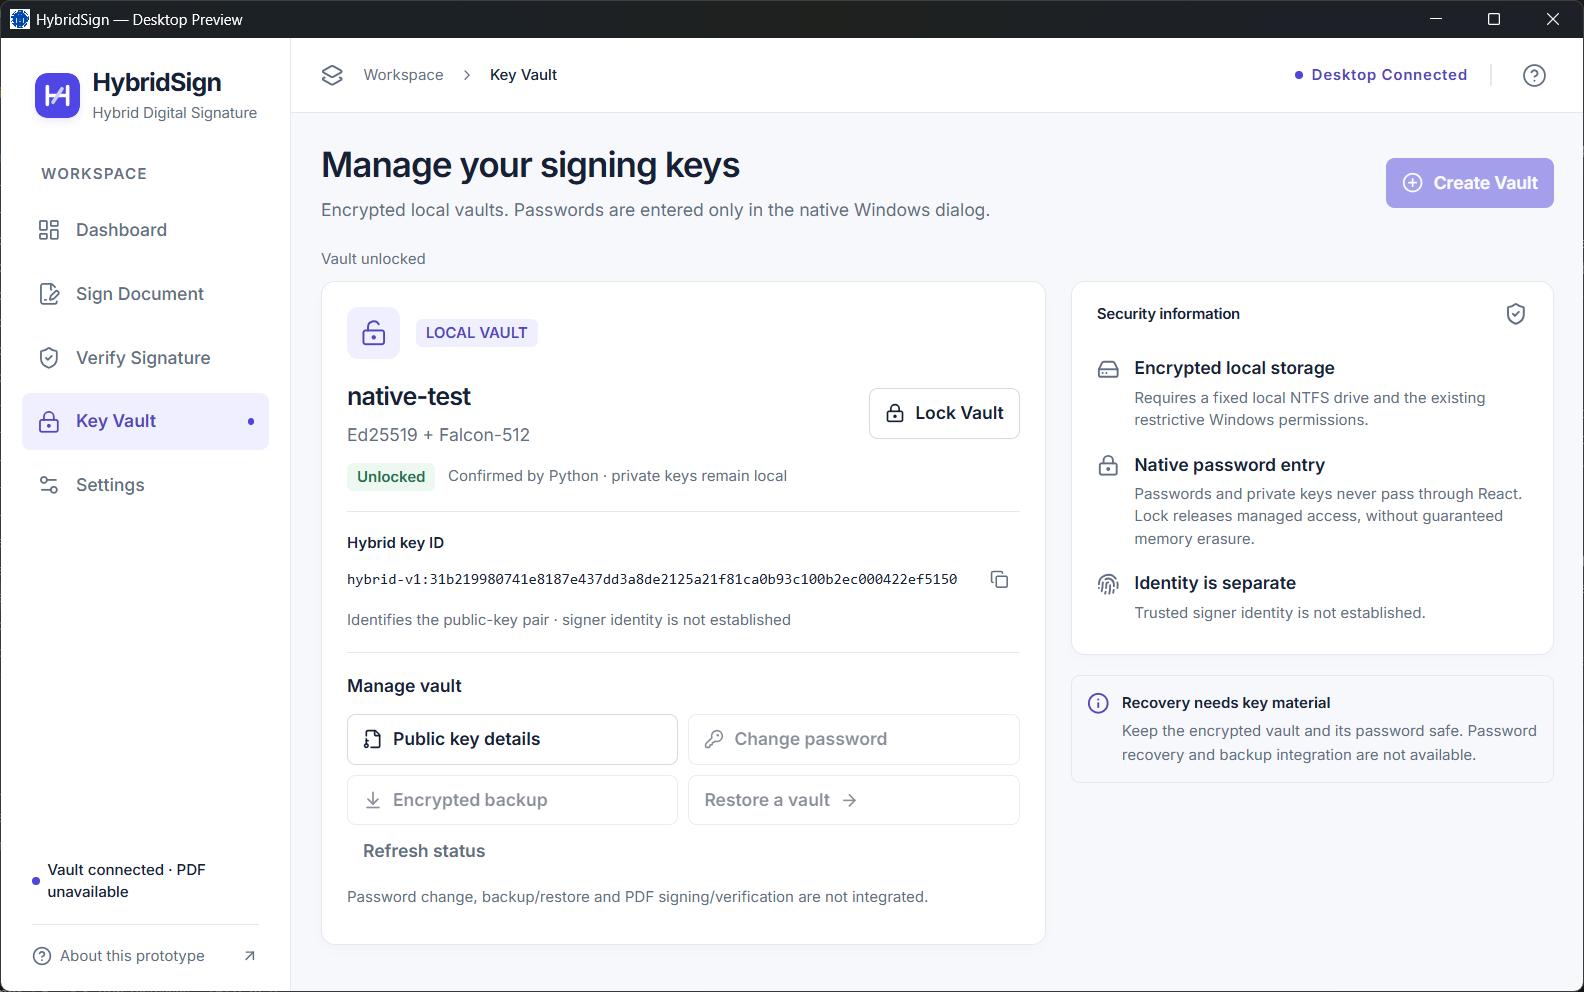 HybridSign — Desktop Preview
HybridSign
Hybrid Digital Signature
WORKSPACE
Dashboard
Sign Document
Verify Signature
Key Vault
Settings
Vault connected · PDF
unavailable
About this prototype
Workspace > Key Vault
Desktop Connected
Manage your signing keys
Encrypted local vaults. Passwords are entered only in the native Windows dialog.
Create Vault
Vault unlocked
LOCAL VAULT
native-test
Ed25519 + Falcon-512
Lock Vault
Unlocked Confirmed by Python · private keys remain local
Hybrid key ID
hybrid-v1:31b219980741e8187e437dd3a8de2125a21f81ca0b93c100b2ec000422ef5150
Identifies the public-key pair · signer identity is not established
Manage vault
Public key details
Change password
Encrypted backup
Restore a vault
Refresh status
Password change, backup/restore and PDF signing/verification are not integrated.
Security information
Encrypted local storage
Requires a fixed local NTFS drive and the existing
restrictive Windows permissions.
Native password entry
Passwords and private keys never pass through React.
Lock releases managed access, without guaranteed
memory erasure.
Identity is separate
Trusted signer identity is not established.
Recovery needs key material
Keep the encrypted vault and its password safe. Password
recovery and backup integration are not available.